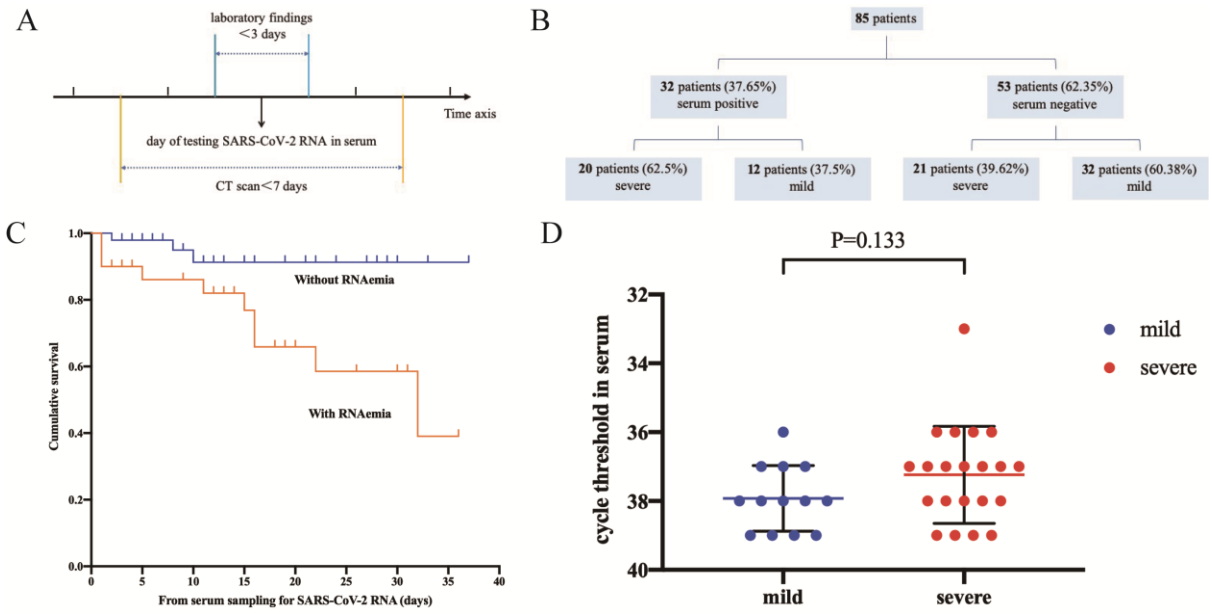 A
laboratory findings
<3 days
Time axis
day of testing SARS-CoV-2 RNA in serum
CT scan<7 days
B
85 patients
32 patients (37.65%)
serum positive
53 patients (62.35%)
serum negative
20 patients (62.5%)
severe
12 patients (37.5%)
mild
21 patients (39.62%)
severe
32 patients (60.38%)
mild
C
1.0
0.8
0.6
0.4
0.2
0.0
Cumulative survival
Without RNAemia
With RNAemia
0 5 10 15 20 25 30 35 40
From serum sampling for SARS-CoV-2 RNA (days)
D
P=0.133
32
34
36
38
40
cycle threshold in serum
mild
severe
mild severe